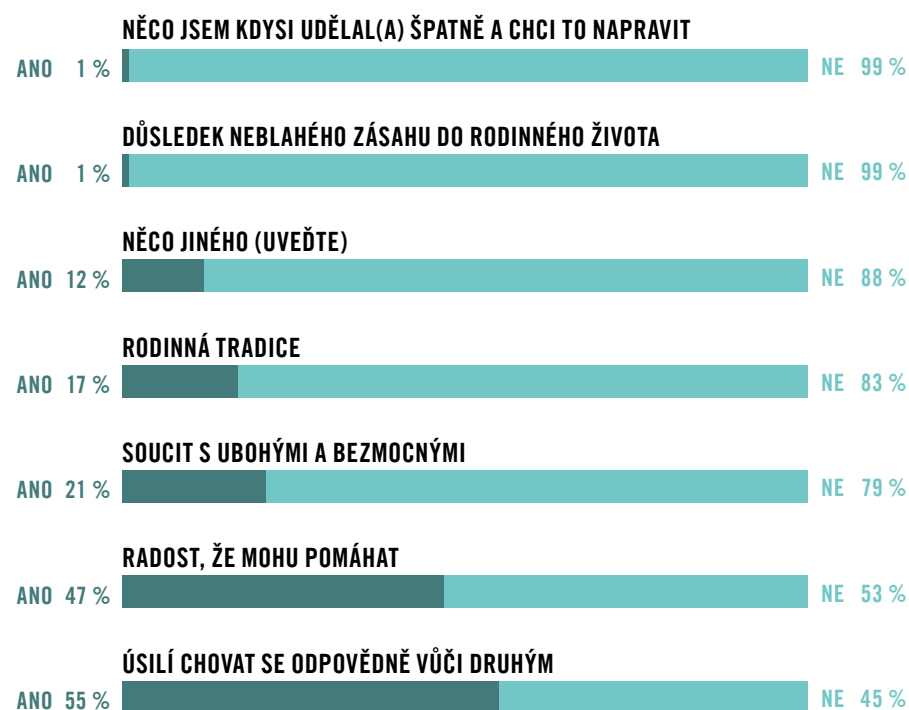 NĚCO JSEM KDYSI UDĚLAL(A) ŠPATNĚ A CHCI TO NAPRAVIT
ANO 1 % NE 99 %
DŮSLEDEK NEBLAHÉHO ZÁSAHU DO RODINNÉHO ŽIVOTA
ANO 1 % NE 99 %
NĚCO JINÉHO (UVEĎTE)
ANO 12 % NE 88 %
RODINNÁ TRADICE
ANO 17 % NE 83 %
SOUCIT S UBOHÝMI A BEZMOCNÝMI
ANO 21 % NE 79 %
RADOST, ŽE MOHU POMÁHAT
ANO 47 % NE 53 %
ÚSILÍ CHOVAT SE ODPOVĚDNĚ VŮČI DRUHÝM
ANO 55 % NE 45 %